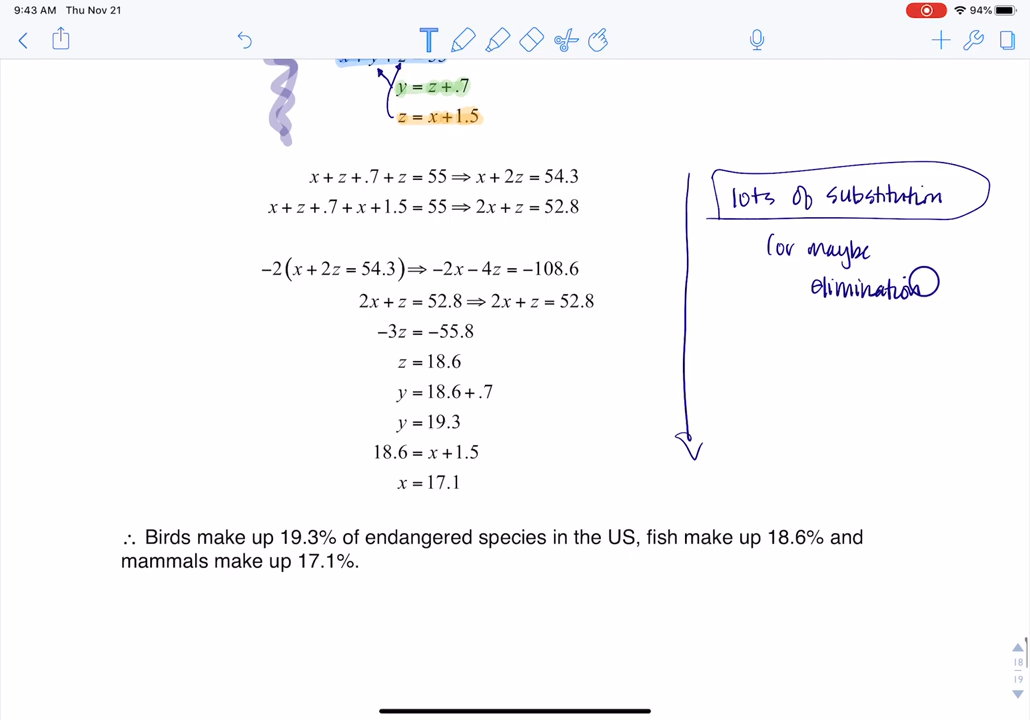 9:43 AM Thu Nov 21
94%
T
y = z + .7
z = x + 1.5
x + z + .7 + z = 55 ⇒ x + 2z = 54.3
x + z + .7 + x + 1.5 = 55 ⇒ 2x + z = 52.8
lots of substitution
(or maybe
elimination
−2(x + 2z = 54.3) ⇒ −2x − 4z = −108.6
2x + z = 52.8 ⇒ 2x + z = 52.8
−3z = −55.8
z = 18.6
y = 18.6 + .7
y = 19.3
18.6 = x + 1.5
x = 17.1
∴ Birds make up 19.3% of endangered species in the US, fish make up 18.6% and
mammals make up 17.1%.
18
19